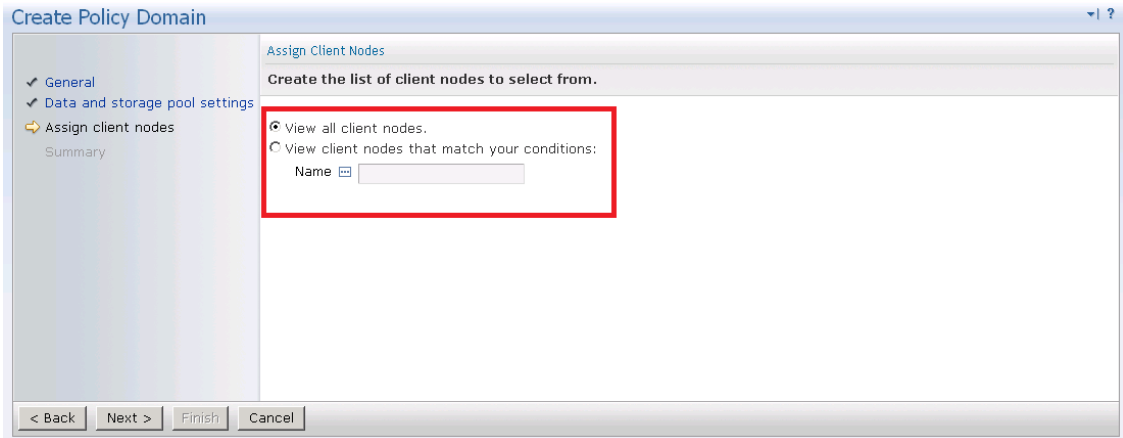 Create Policy Domain
?
General
Data and storage pool settings
Assign client nodes
Summary
Assign Client Nodes
Create the list of client nodes to select from.
View all client nodes.
View client nodes that match your conditions:
Name
< Back Next > Finish Cancel